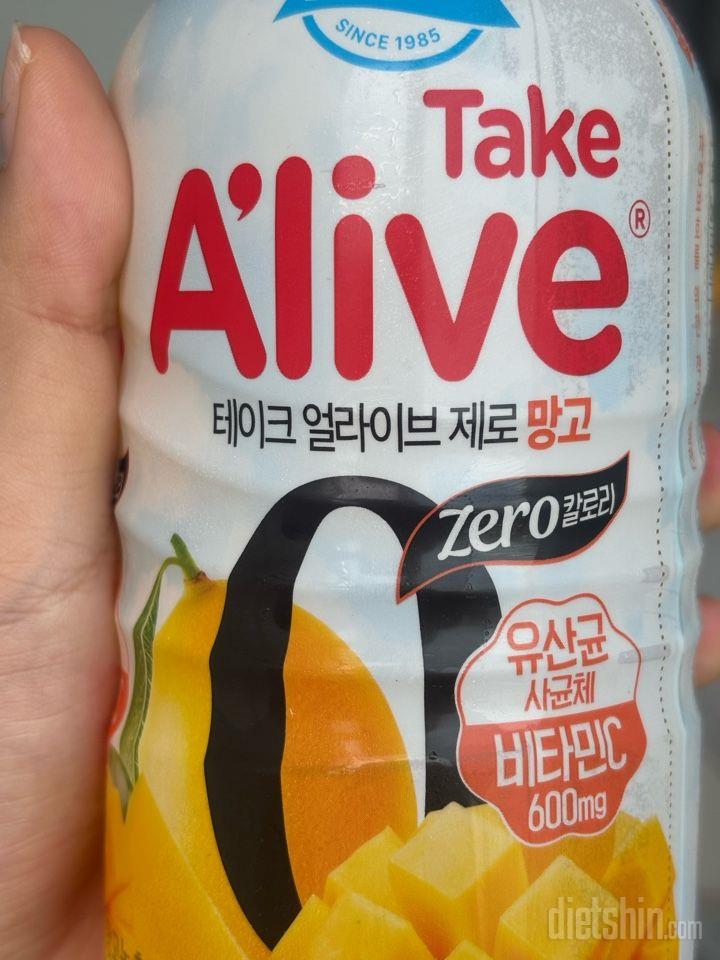 SINCE 1985
Take
A'live®
테이크 얼라이브 제로 망고
0
zero 칼로리
유산균
사균체
비타민C
600mg
dietshin.com